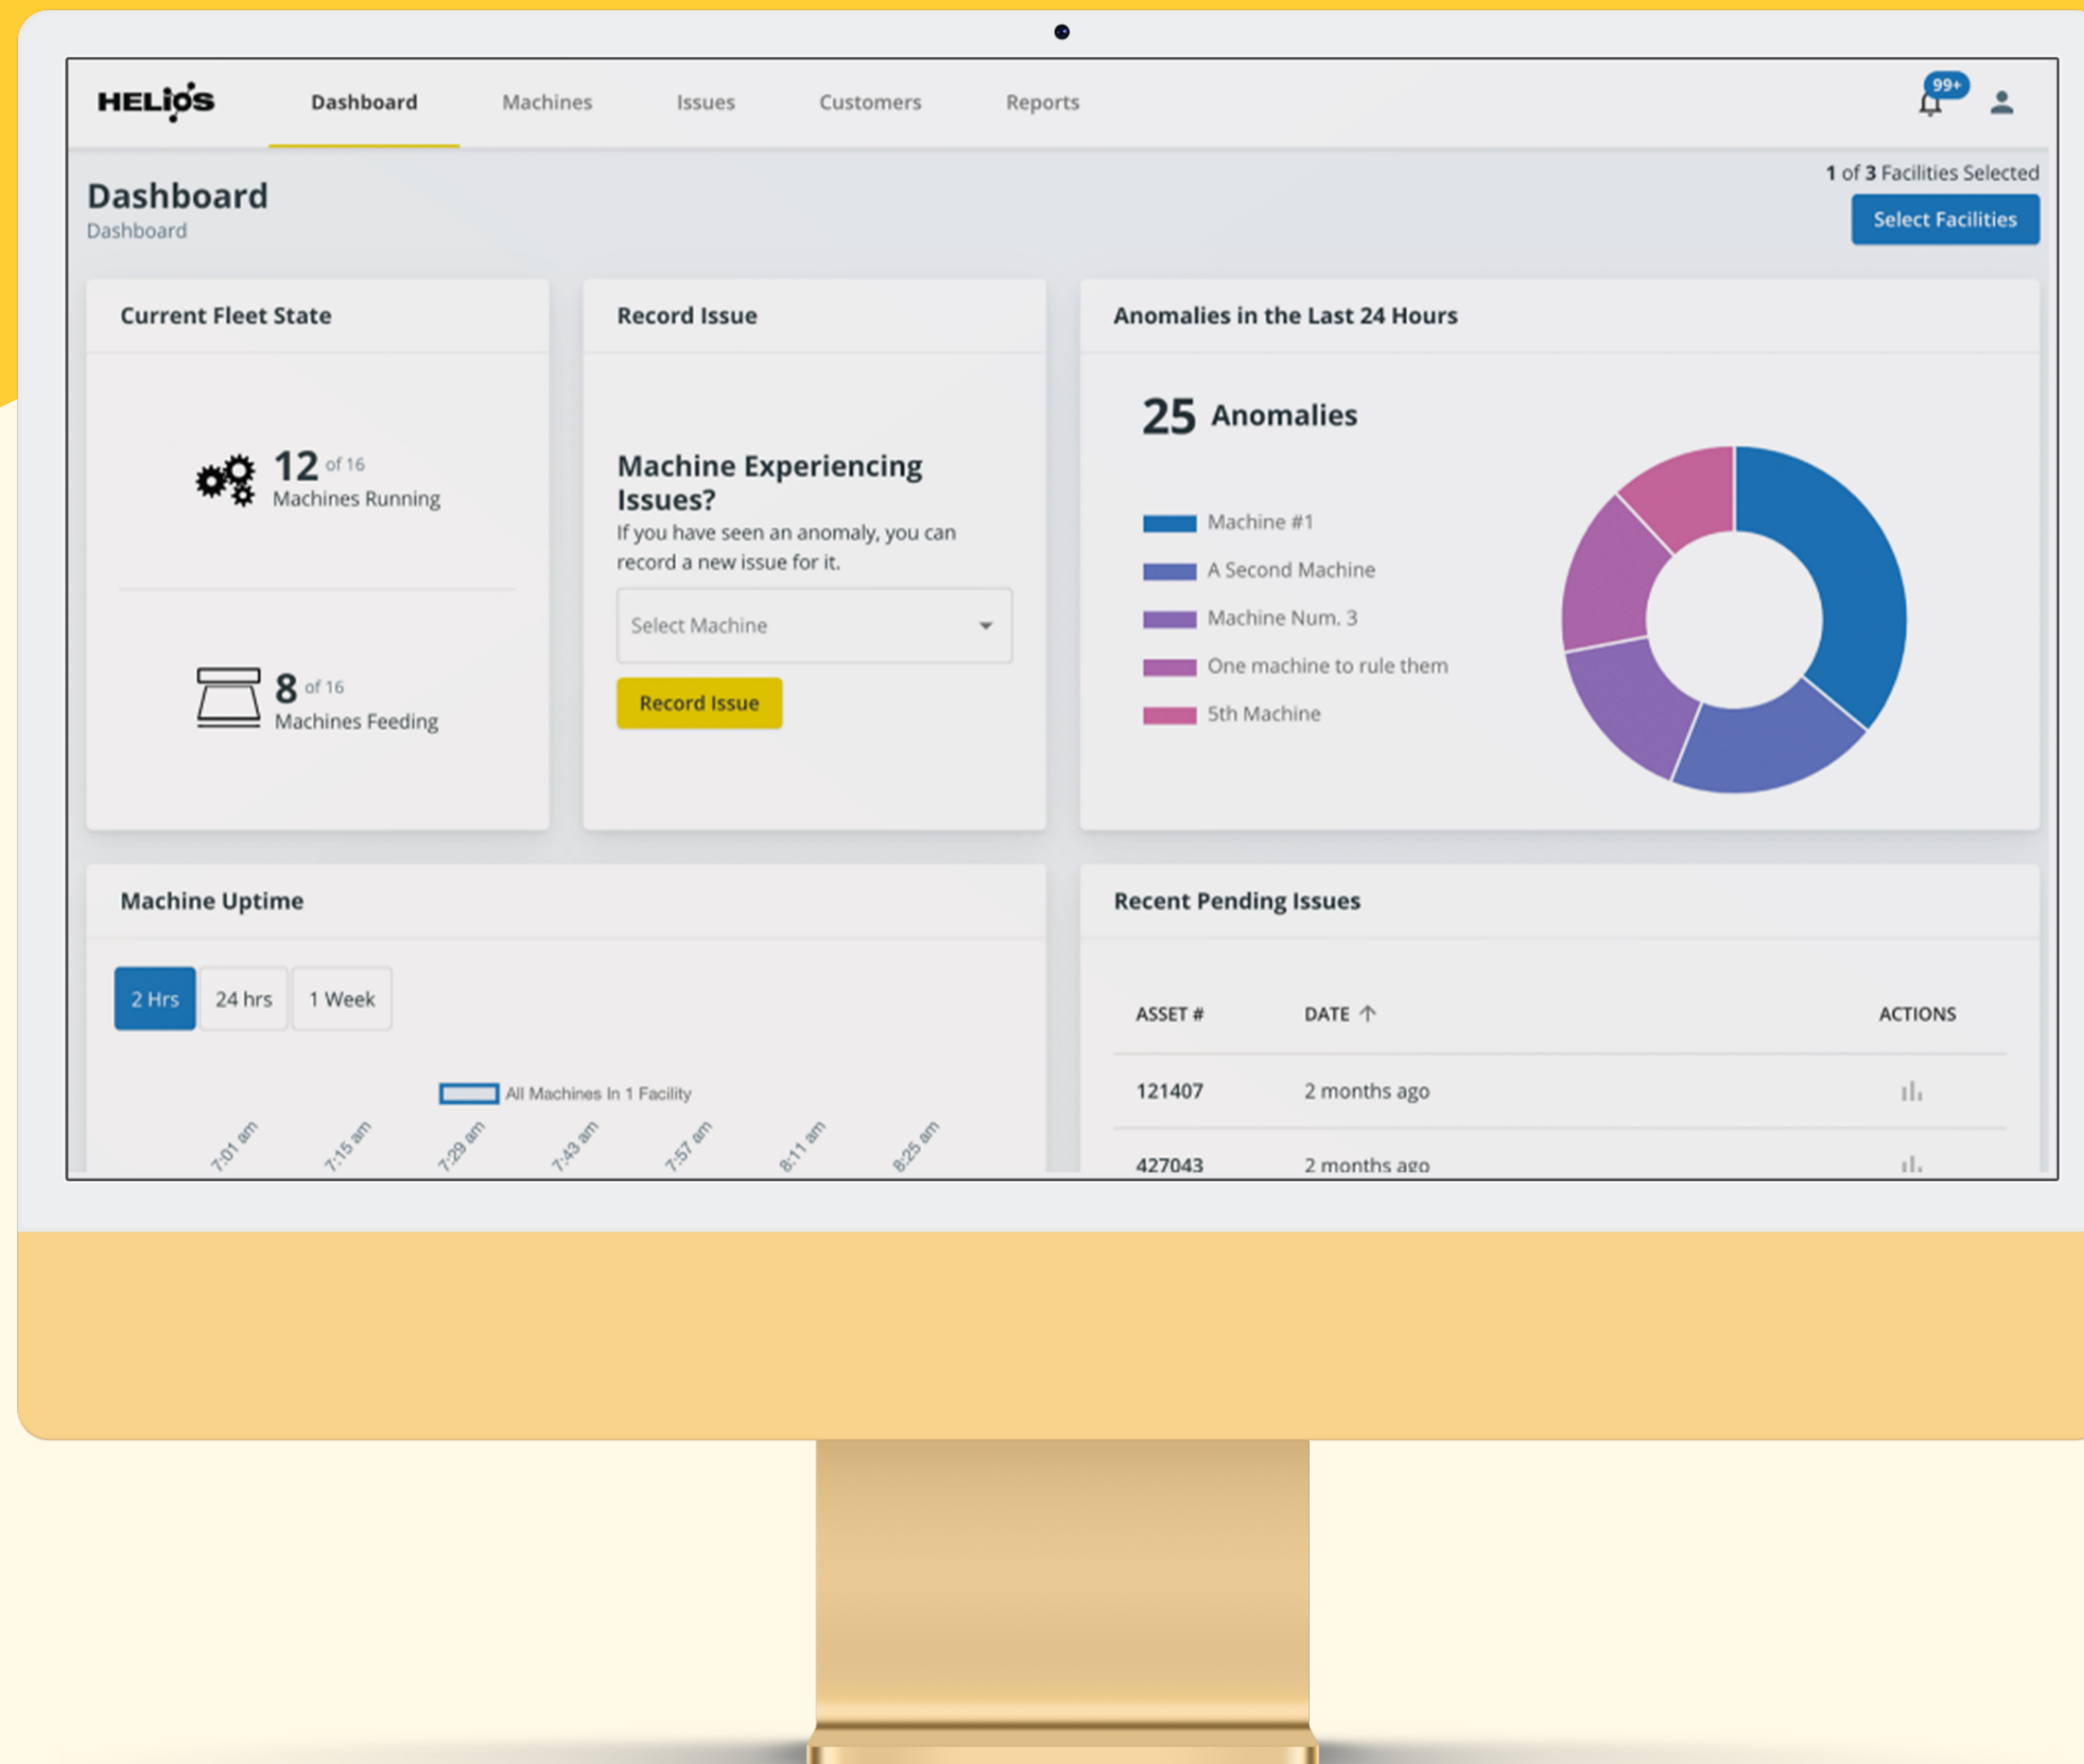 HELiOS
Dashboard
Machines
Issues
Customers
Reports
99+
Dashboard
Dashboard
1 of 3 Facilities Selected
Select Facilities
Current Fleet State
12 of 16
Machines Running
8 of 16
Machines Feeding
Record Issue
Machine Experiencing
Issues?
If you have seen an anomaly, you can
record a new issue for it.
Select Machine
Record Issue
Anomalies in the Last 24 Hours
25 Anomalies
Machine #1
A Second Machine
Machine Num. 3
One machine to rule them
5th Machine
Machine Uptime
2 Hrs
24 hrs
1 Week
All Machines In 1 Facility
7:01 am
7:15 am
7:29 am
7:43 am
7:57 am
8:11 am
8:25 am
Recent Pending Issues
ASSET # DATE ACTIONS
121407 2 months ago
427043 2 months ago